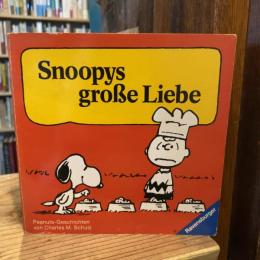 Snoopys
große Liebe
Peanuts-Geschichten
von Charles M. Schulz
Ravensburger